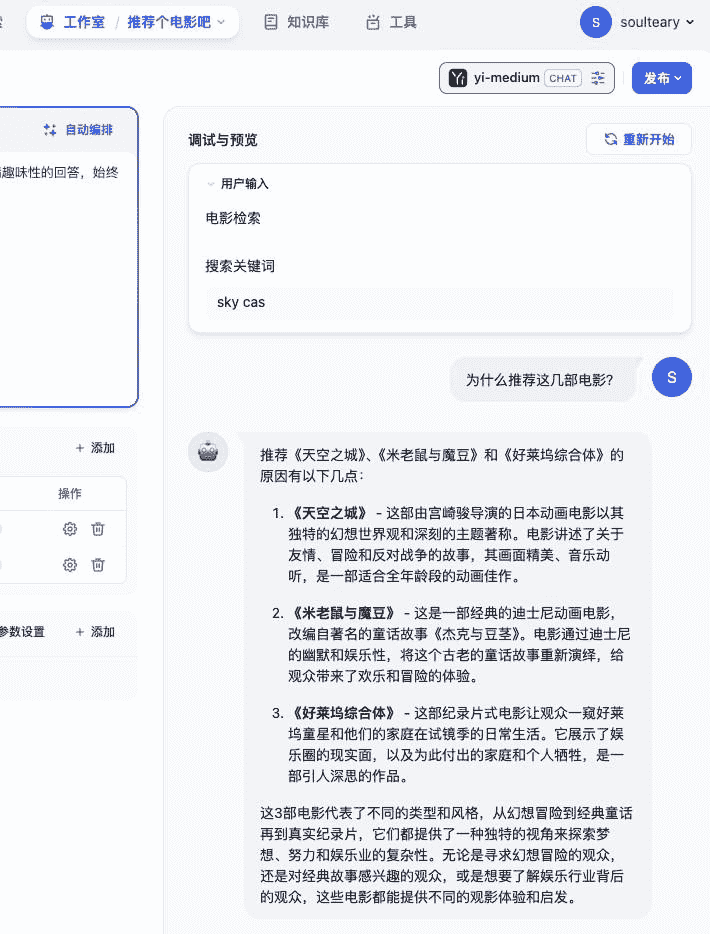 工作室 / 推荐个电影吧
知识库
工具
S
soulteary
yi-medium CHAT
发布
自动编排
趣味性的回答，始终
添加
操作
参数设置
添加
调试与预览
重新开始
用户输入
电影检索
搜索关键词
sky cas
为什么推荐这几部电影？
S
推荐《天空之城》、《米老鼠与魔豆》和《好莱坞综合体》的
原因有以下几点：
1. 《天空之城》 - 这部由宫崎骏导演的日本动画电影以其
独特的幻想世界观和深刻的主题著称。电影讲述了关于
友情、冒险和反对战争的故事，其画面精美、音乐动
听，是一部适合全年龄段的动画佳作。
2. 《米老鼠与魔豆》 - 这是一部经典的迪士尼动画电影，
改编自著名的童话故事《杰克与豆茎》。电影通过迪士尼
的幽默和娱乐性，将这个古老的童话故事重新演绎，给
观众带来了欢乐和冒险的体验。
3. 《好莱坞综合体》 - 这部纪录片式电影让观众一窥好莱
坞童星和他们的家庭在试镜季的日常生活。它展示了娱
乐圈的现实面，以及为此付出的家庭和个人牺牲，是一
部引人深思的作品。
这3部电影代表了不同的类型和风格，从幻想冒险到经典童话
再到真实纪录片，它们都提供了一种独特的视角来探索梦
想、努力和娱乐业的复杂性。无论是寻求幻想冒险的观众，
还是对经典故事感兴趣的观众，或是想要了解娱乐行业背后
的观众，这些电影都能提供不同的观影体验和启发。